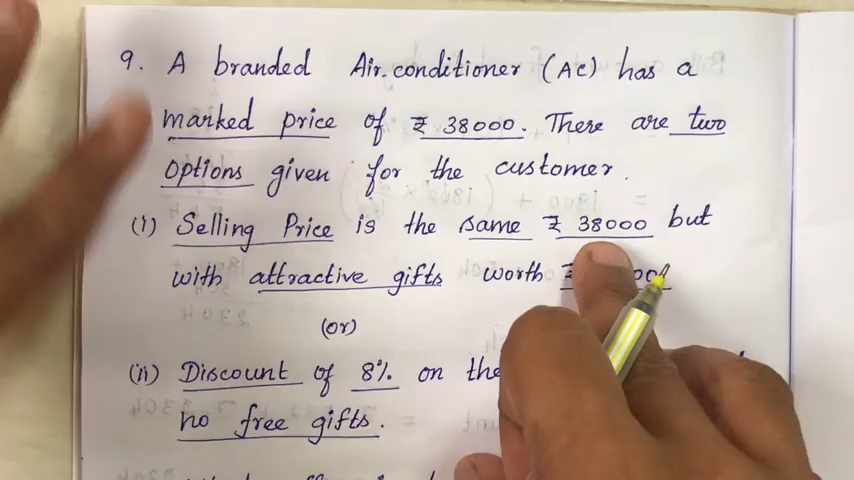 9. A branded Air.conditioner (AC) has a
marked price of ₹ 38000. There are two
options given for the customer.
(i) Selling Price is the same ₹ 38000 but
with attractive gifts worth
(or)
(ii) Discount of 8% on the
no free gifts.